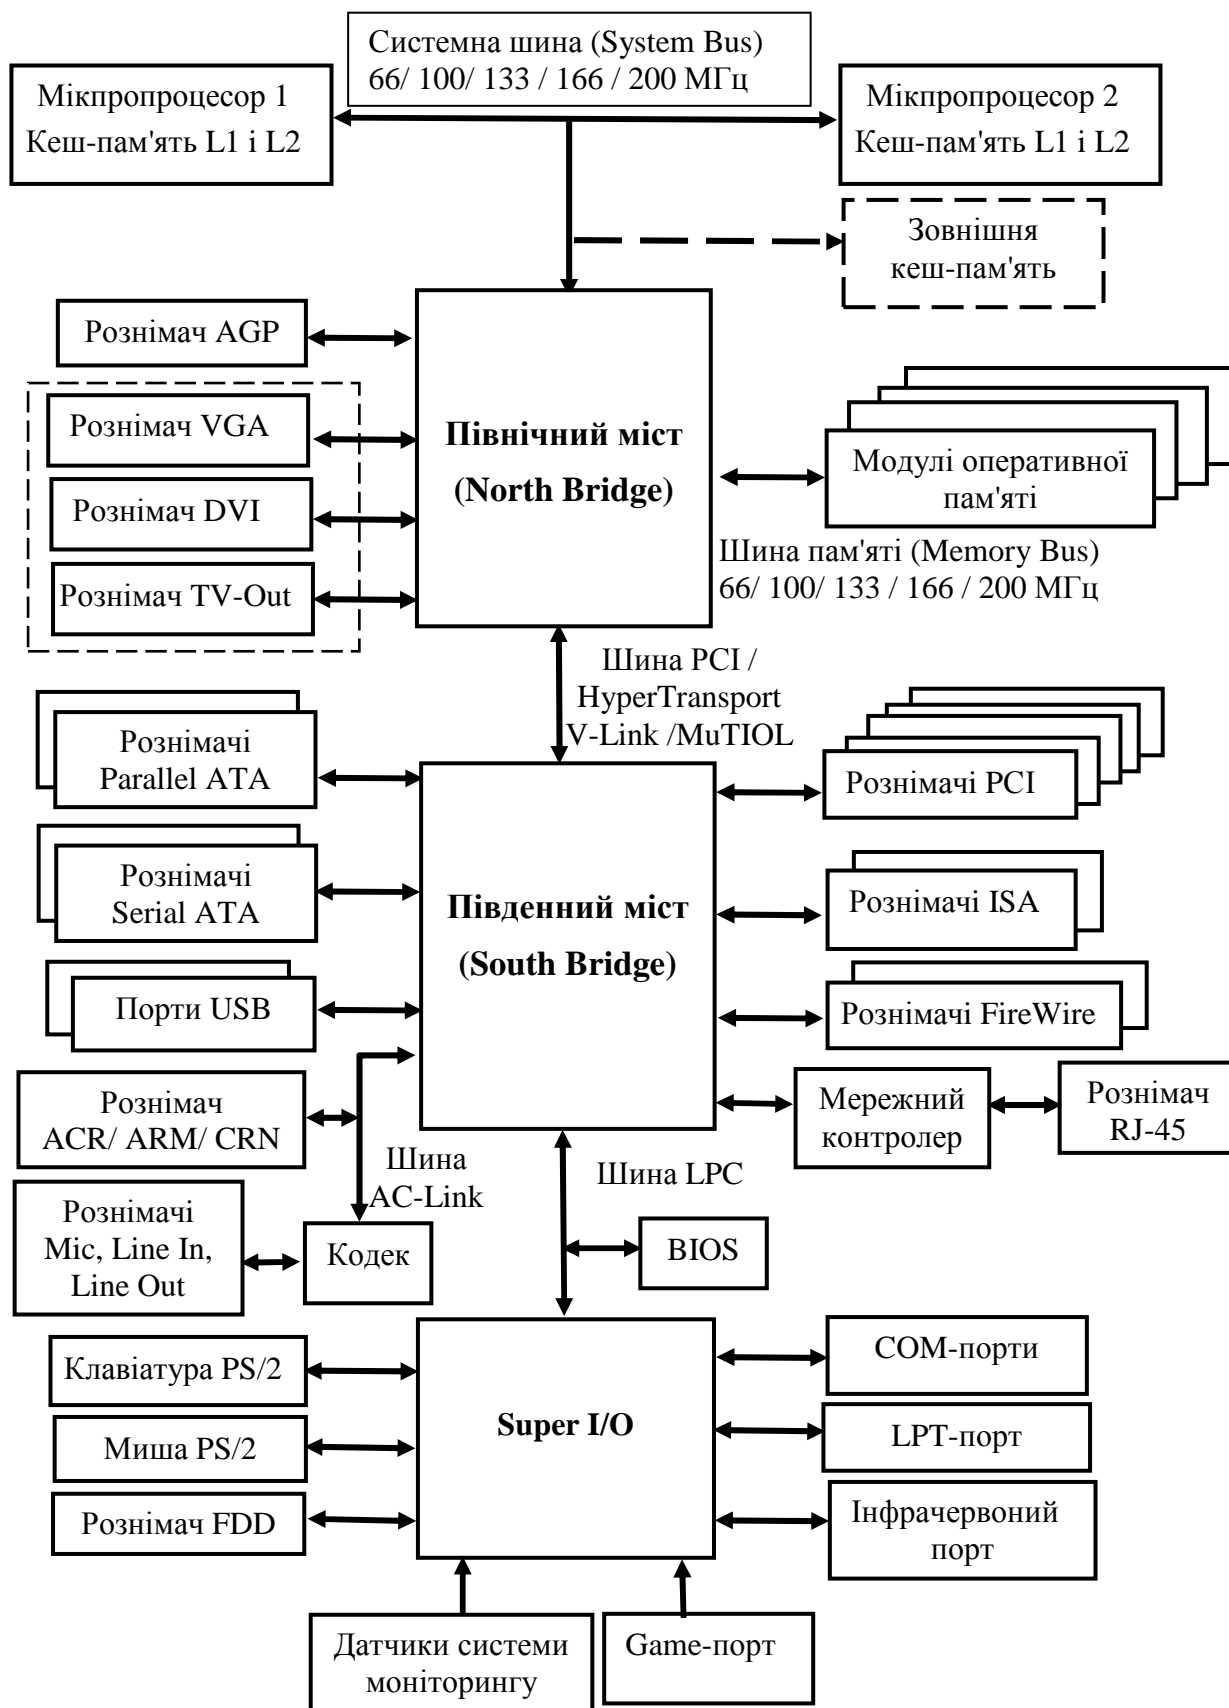 Системна шина (System Bus)
66/ 100/ 133 / 166 / 200 МГц
Мікпропроцесор 1
Кеш-пам'ять L1 і L2
Мікпропроцесор 2
Кеш-пам'ять L1 і L2
Зовнішня
кеш-пам'ять
Рознімач AGP
Рознімач VGA
Рознімач DVI
Рознімач TV-Out
Північний міст
(North Bridge)
Модулі оперативної
пам'яті
Шина пам'яті (Memory Bus)
66/ 100/ 133 / 166 / 200 МГц
Шина PCI /
HyperTransport
V-Link /MuTIOL
Рознімачі
Parallel ATA
Рознімачі
Serial ATA
Порти USB
Південний міст
(South Bridge)
Рознімачі PCI
Рознімачі ISA
Рознімачі FireWire
Рознімач
ACR/ ARM/ CRN
Мережний
контролер
Рознімач
RJ-45
Шина
AC-Link
Шина LPC
Рознімачі
Mic, Line In,
Line Out
Кодек
BIOS
Клавіатура PS/2
Миша PS/2
Рознімач FDD
Super I/O
COM-порти
LPT-порт
Інфрачервоний
порт
Датчики системи
моніторингу
Game-порт